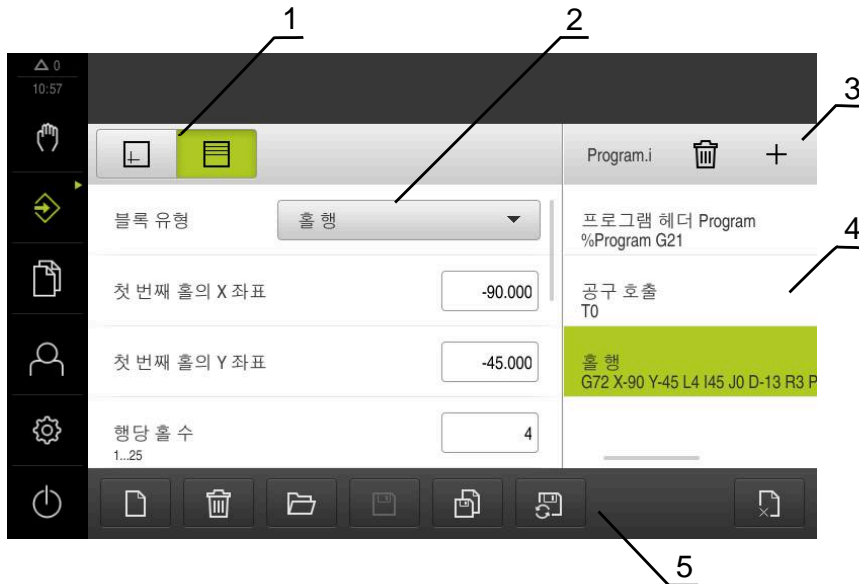 1
2
3
△ 0
10:57
Program.i
블록 유형
홀 행
프로그램 헤더 Program
%Program G21
4
첫 번째 홀의 X 좌표
-90.000
공구 호출
T0
첫 번째 홀의 Y 좌표
-45.000
홀 행
G72 X-90 Y-45 L4 I45 J0 D-13 R3 P
행당 홀 수
1...25
4
5